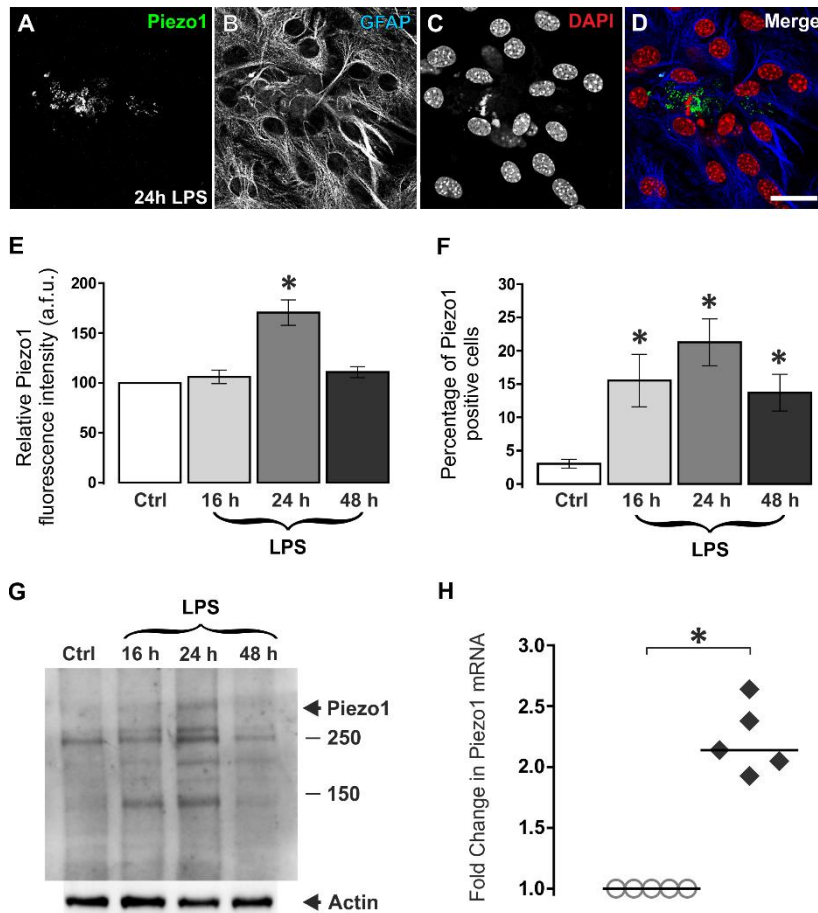 A Piezo1
24h LPS
B GFAP
C DAPI
D Merge
E
Relative Piezo1
fluorescence intensity (a.f.u.)
200
150
100
50
0
*
Ctrl 16 h 24 h 48 h
LPS
F
Percentage of Piezo1
positive cells
30
25
20
15
10
5
0
* * *
Ctrl 16 h 24 h 48 h
LPS
G
LPS
Ctrl 16 h 24 h 48 h
Piezo1
250
150
Actin
H
Fold Change in Piezo1 mRNA
3.0
2.5
2.0
1.5
1.0
*